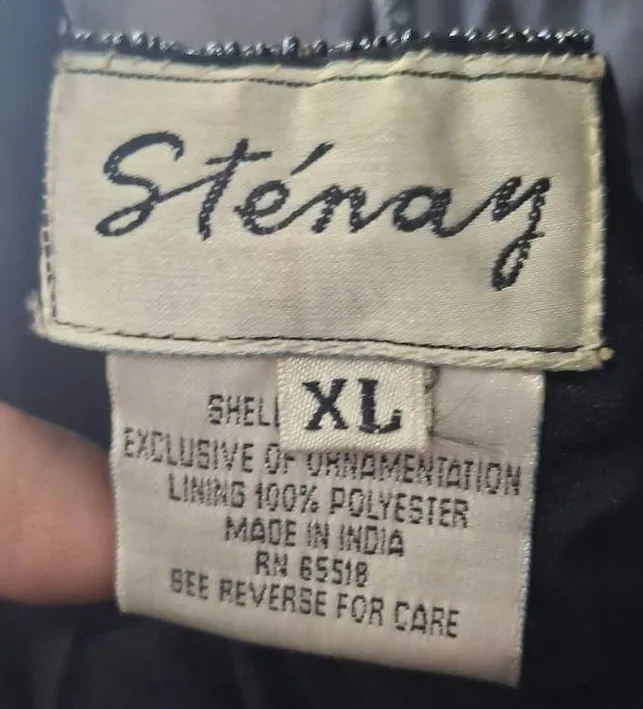 Sténay
XL
SHELL
EXCLUSIVE OF ORNAMENTATION
LINING 100% POLYESTER
MADE IN INDIA
RN 65518
SEE REVERSE FOR CARE